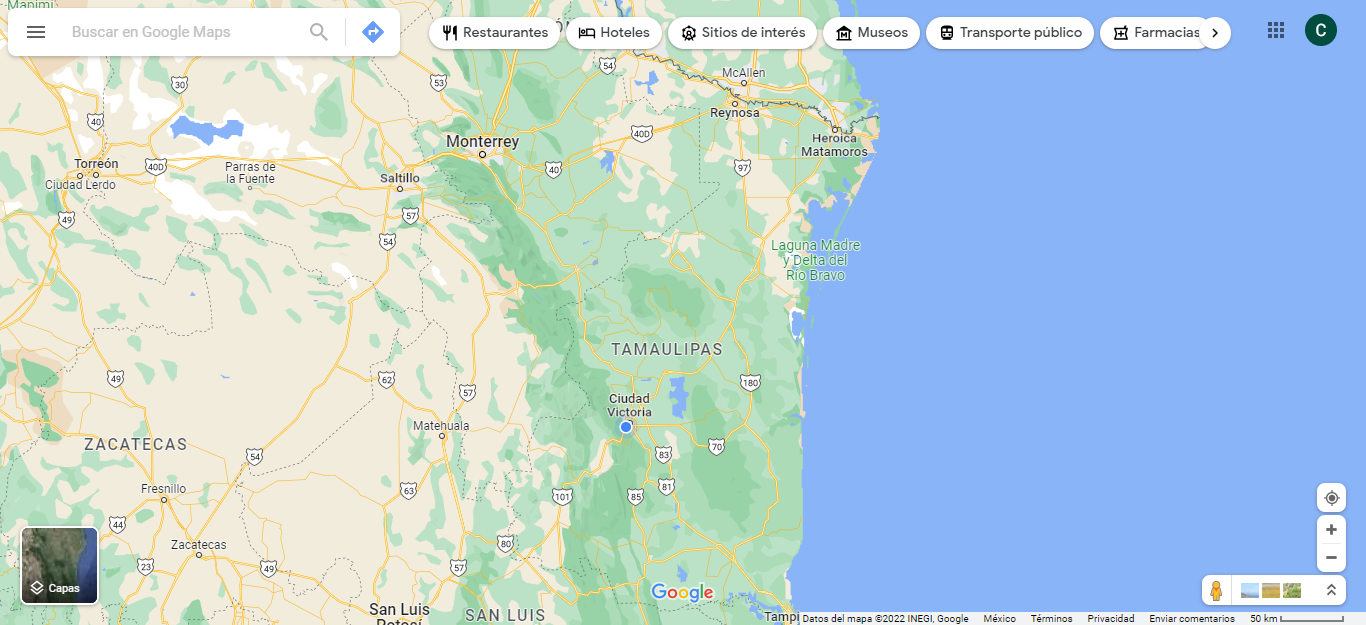 Mapimí
Buscar en Google Maps
Restaurantes
Hoteles
Sitios de interés
Museos
Transporte público
Farmacias
C
30
53
54
McAllen
Reynosa
40
40D
Monterrey
Heroica
Matamoros
Torreón
40D
Parras de
la Fuente
40
97
Ciudad Lerdo
Saltillo
49
57
54
Laguna Madre
y Delta del
Río Bravo
TAMAULIPAS
49
62
57
180
Ciudad
Victoria
Matehuala
ZACATECAS
54
83
70
Fresnillo
63
101
85
81
44
Zacatecas
80
23
49
57
Capas
Google
San Luis
Potosí
SAN LUIS
Tampi
Datos del mapa ©2022 INEGI, Google
México
Términos
Privacidad
Enviar comentarios
50 km